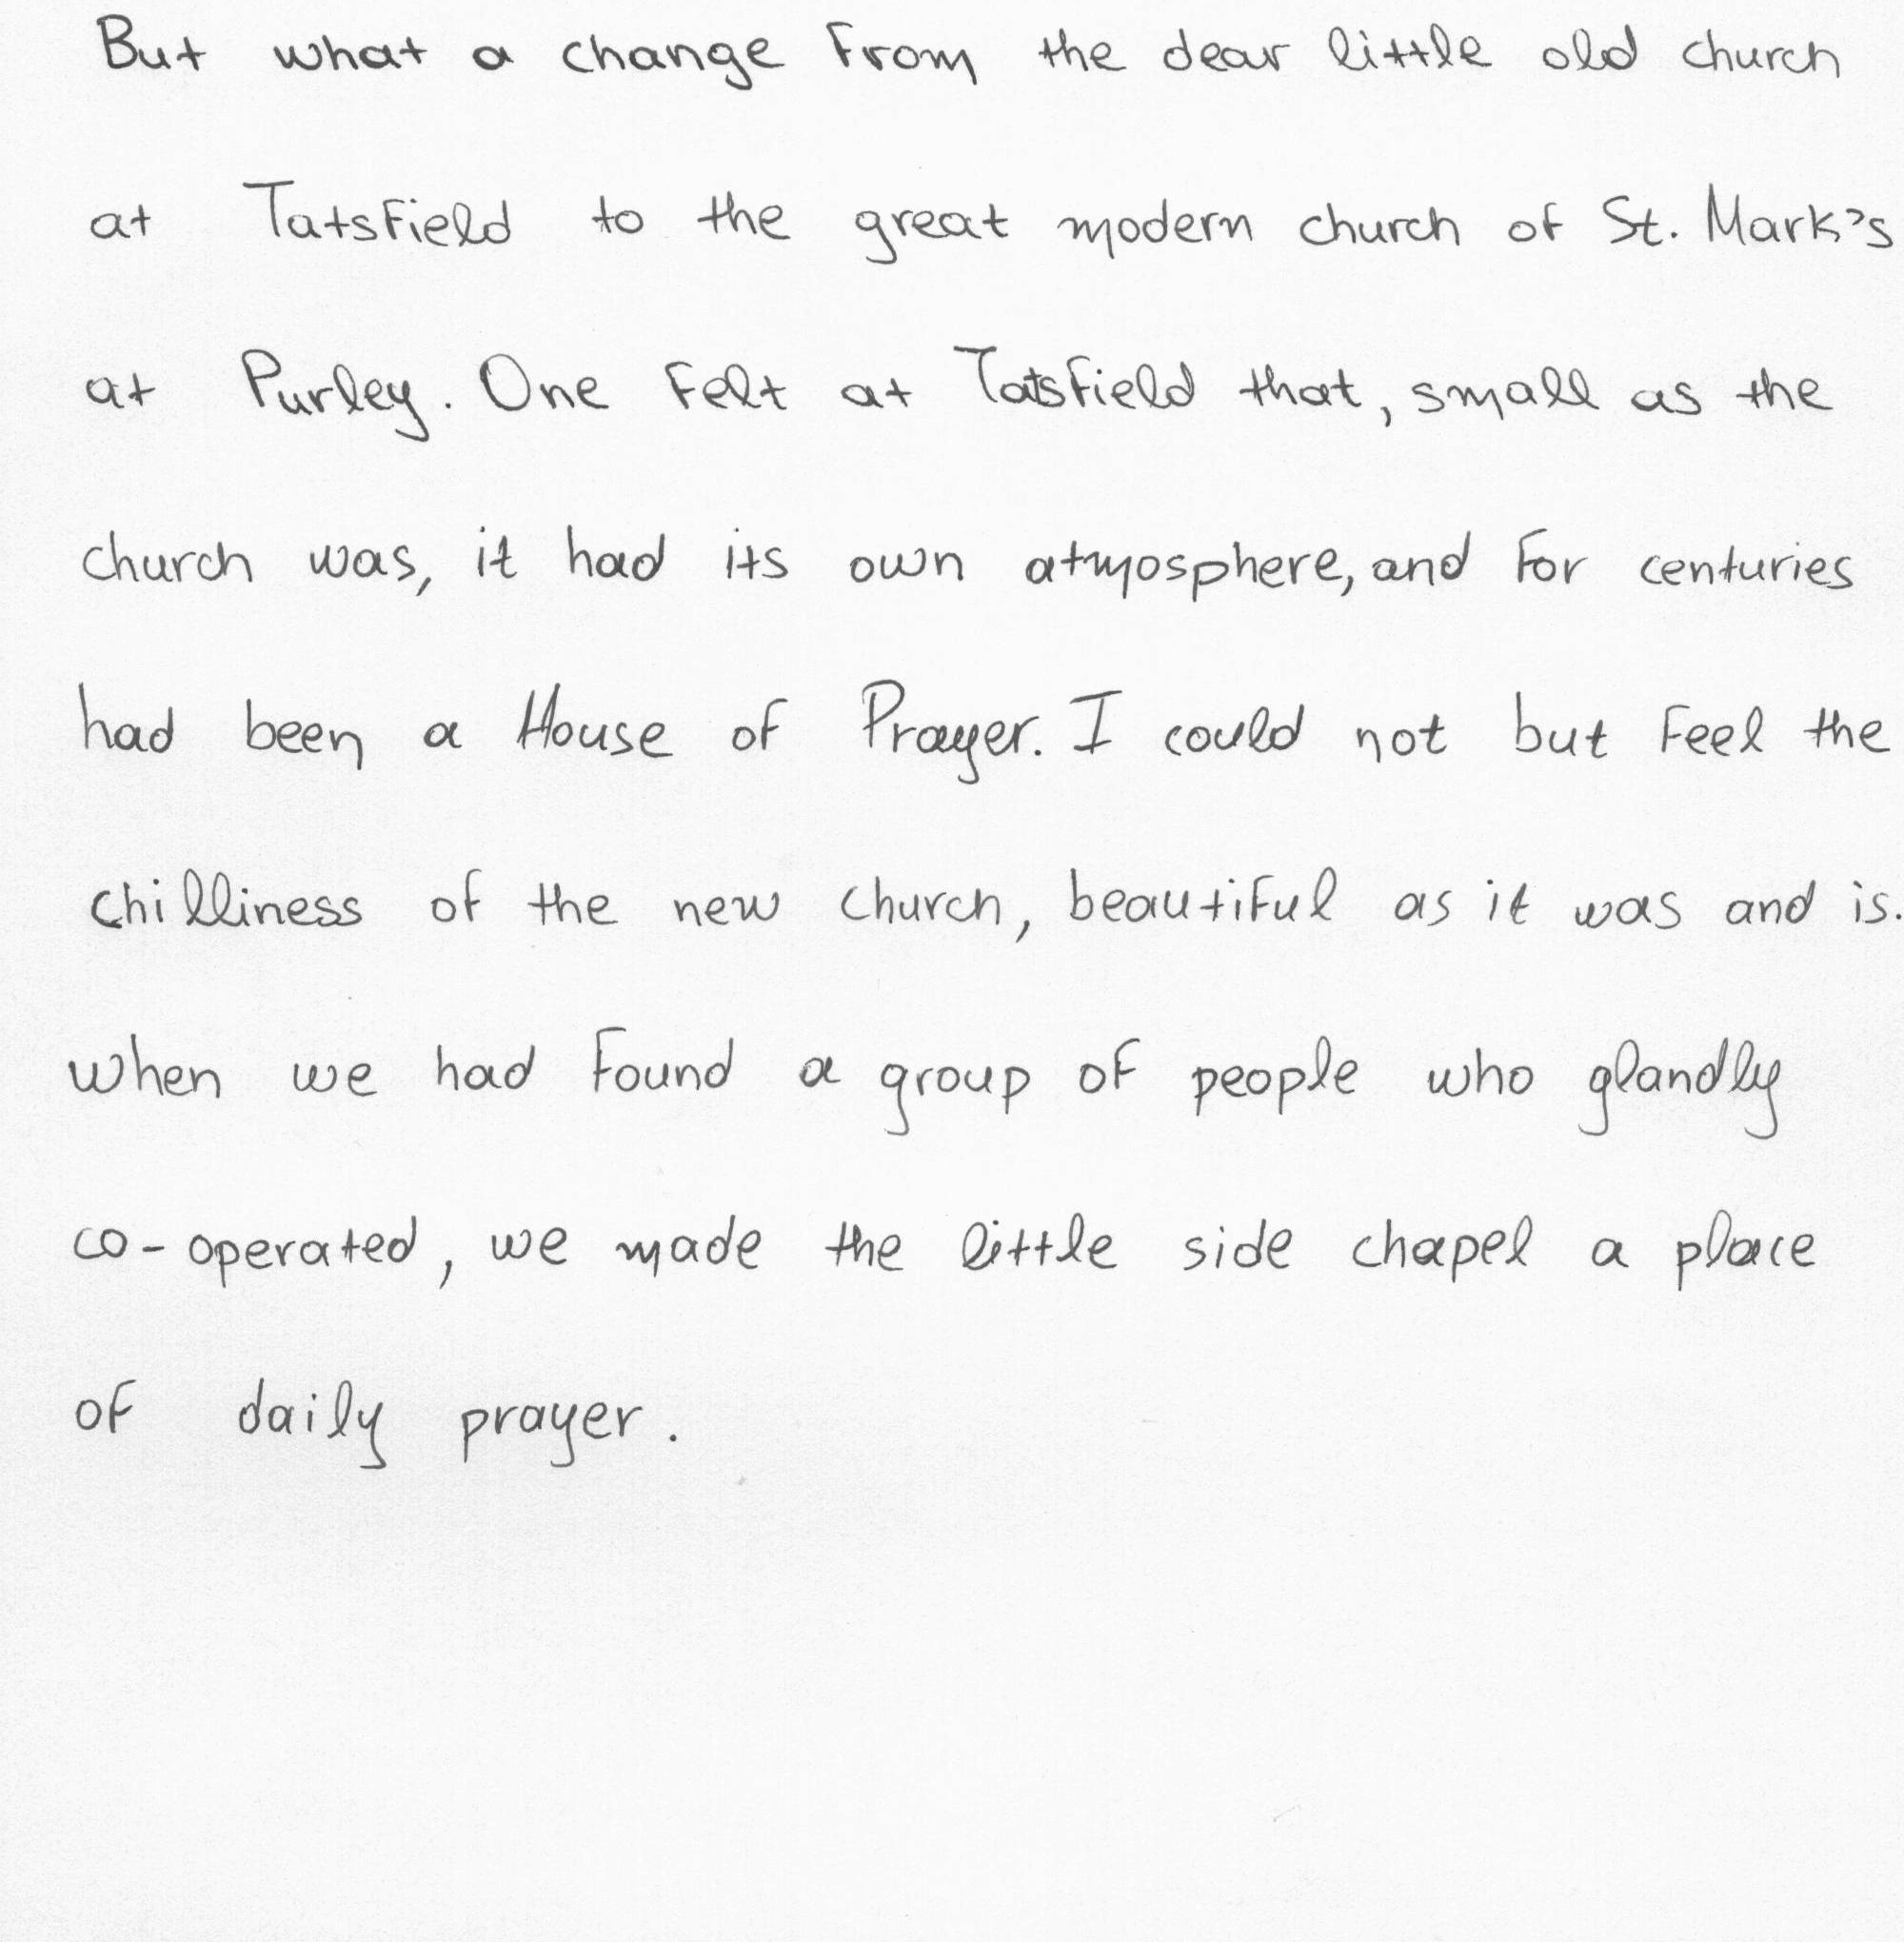 But what a change from the dear little old church
at Tatsfield to the great modern church of St. Mark's
at Purley. One felt at Tatsfield that, small as the
church was, it had its own atmosphere, and for centuries
had been a House of Prayer. I could not but feel the
chilliness of the new church, beautiful as it was and is.
when we had found a group of people who glandly
co-operated, we made the little side chapel a place
of daily prayer.